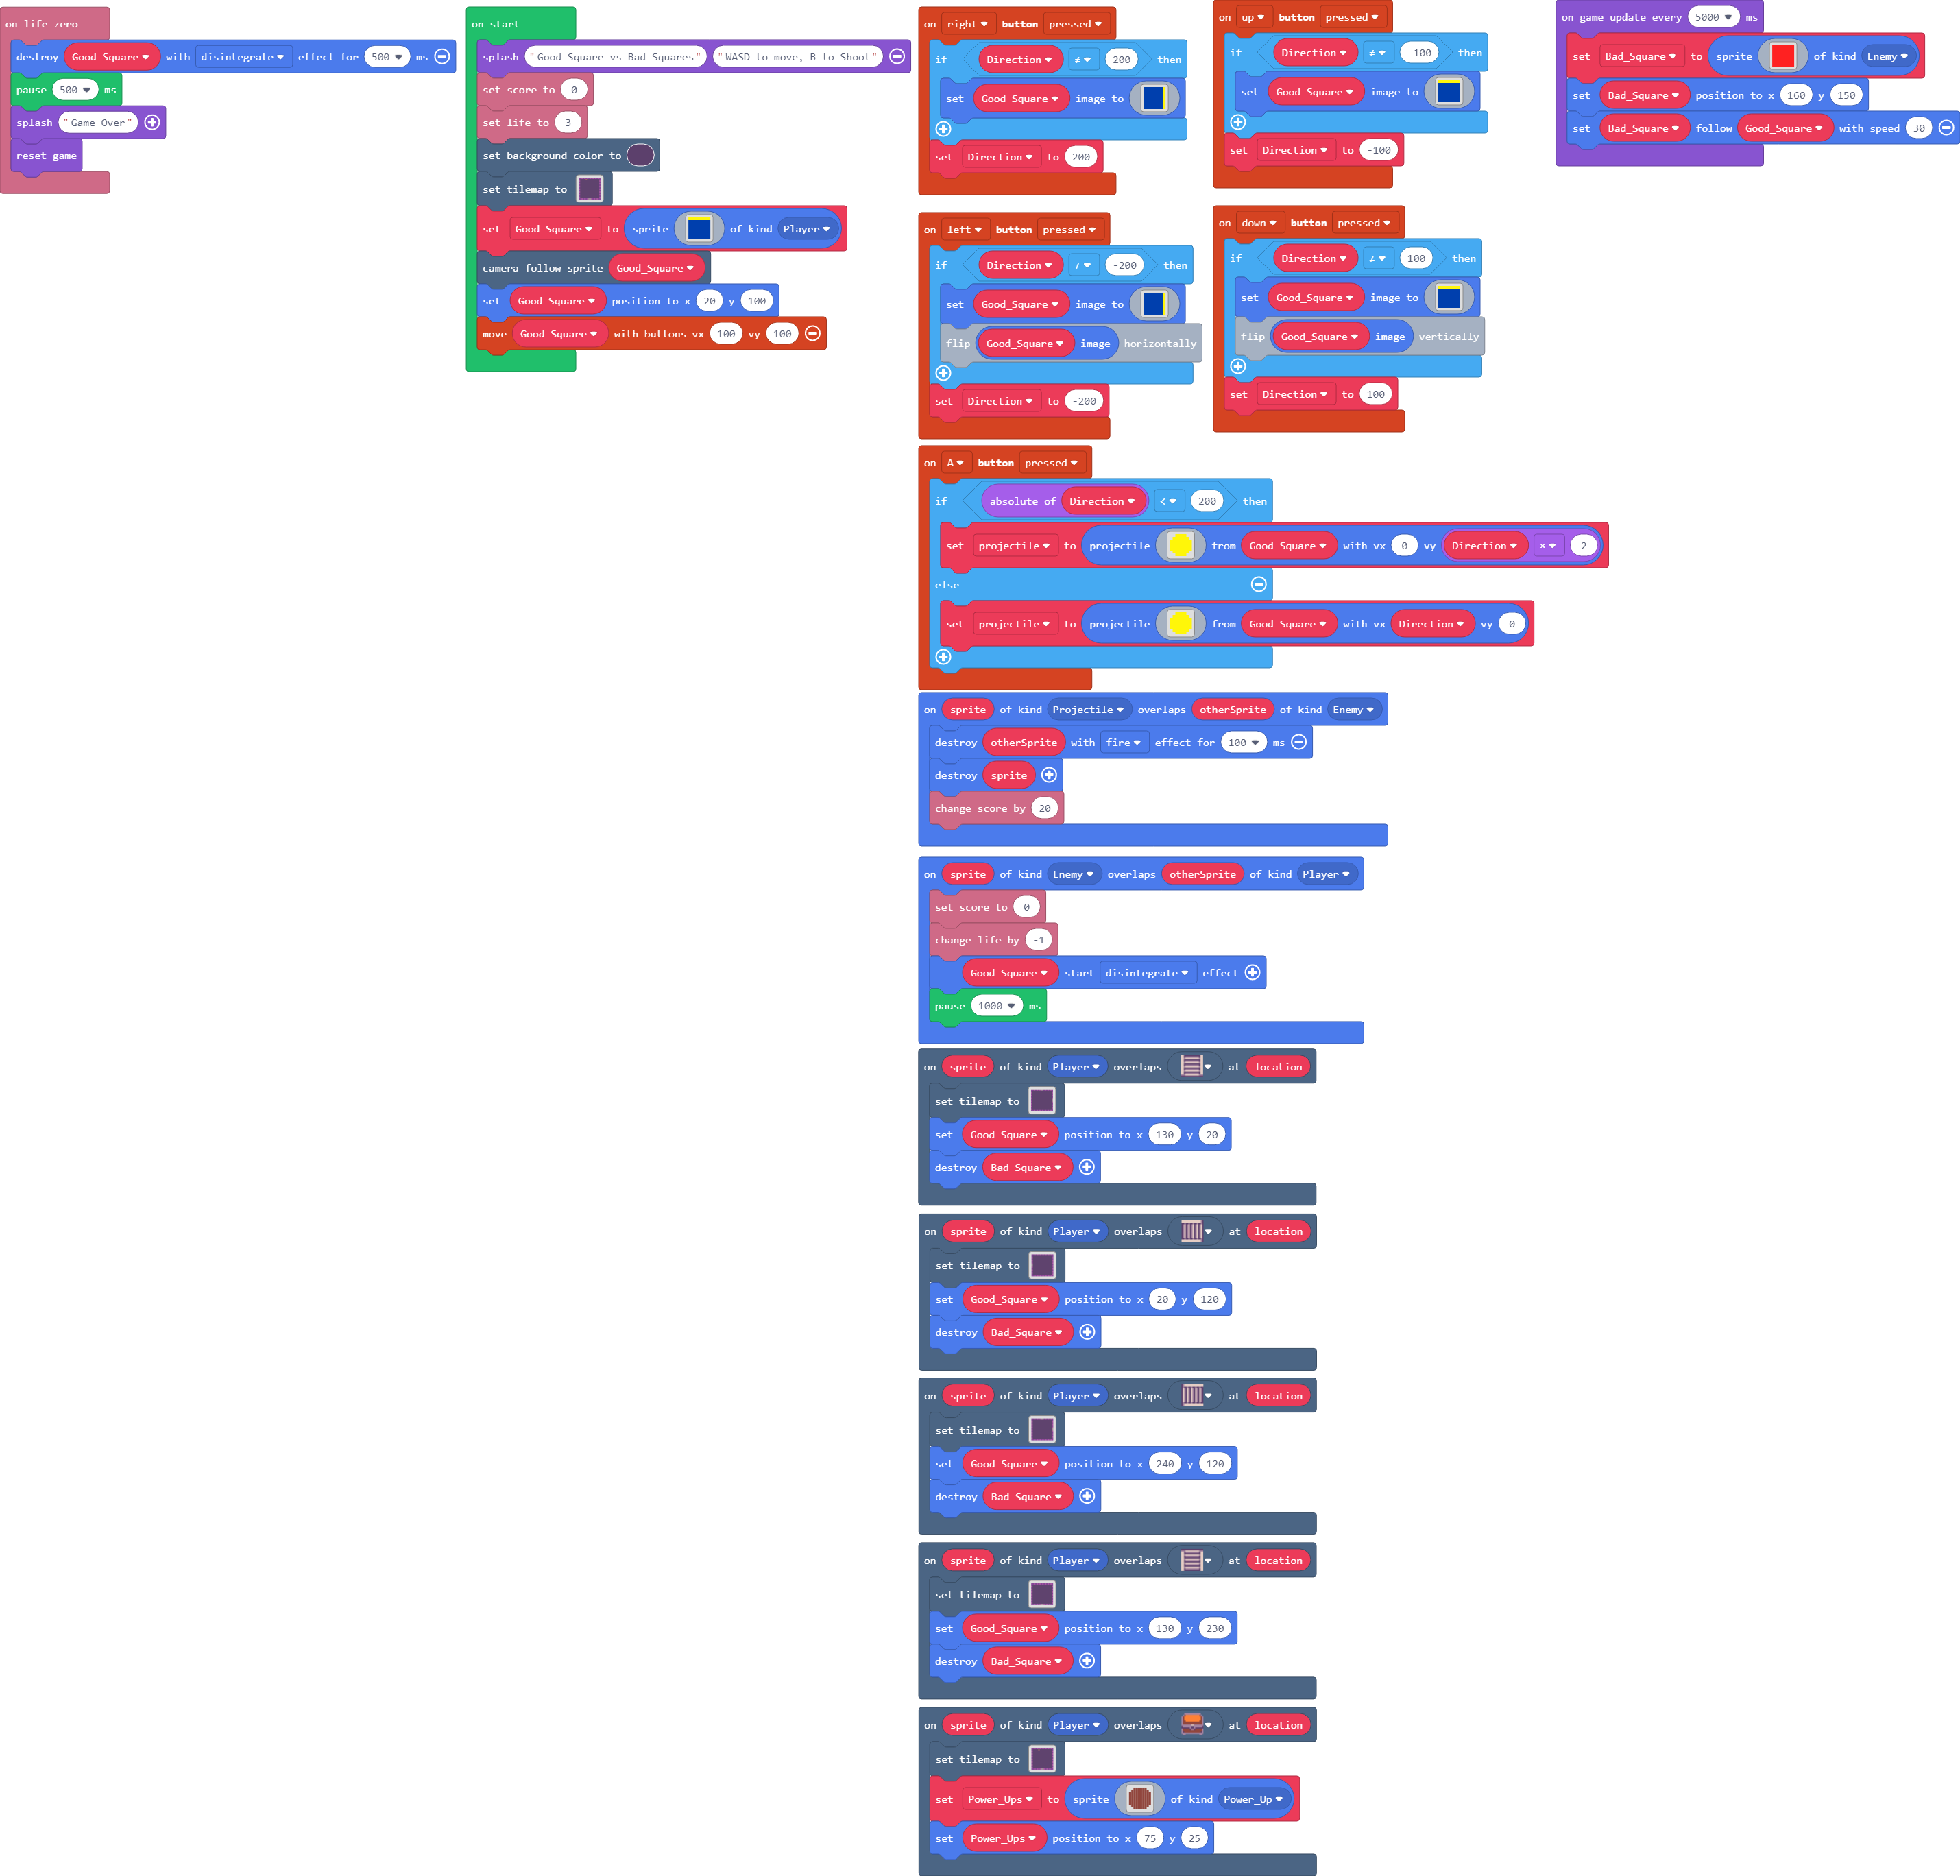 on life zero
destroy Good_Square with disintegrate effect for 500 ms
pause 500 ms
splash "Game Over"
reset game
on start
splash "Good Square vs Bad Squares" "WASD to move, B to Shoot"
set score to 0
set life to 3
set background color to
set tilemap to
set Good_Square to sprite of kind Player
camera follow sprite Good_Square
set Good_Square position to x 20 y 100
move Good_Square with buttons vx 100 vy 100
on right button pressed
if Direction ≠ 200 then
set Good_Square image to
set Direction to 200
on up button pressed
if Direction ≠ -100 then
set Good_Square image to
set Direction to -100
on left button pressed
if Direction ≠ -200 then
set Good_Square image to
flip Good_Square image horizontally
set Direction to -200
on down button pressed
if Direction ≠ 100 then
set Good_Square image to
flip Good_Square image vertically
set Direction to 100
on A button pressed
if absolute of Direction < 200 then
set projectile to projectile from Good_Square with vx 0 vy Direction × 2
else
set projectile to projectile from Good_Square with vx Direction vy 0
on sprite of kind Projectile overlaps otherSprite of kind Enemy
destroy otherSprite with fire effect for 100 ms
destroy sprite
change score by 20
on sprite of kind Enemy overlaps otherSprite of kind Player
set score to 0
change life by -1
Good_Square start disintegrate effect
pause 1000 ms
on sprite of kind Player overlaps at location
set tilemap to
set Good_Square position to x 130 y 20
destroy Bad_Square
on sprite of kind Player overlaps at location
set tilemap to
set Good_Square position to x 20 y 120
destroy Bad_Square
on sprite of kind Player overlaps at location
set tilemap to
set Good_Square position to x 240 y 120
destroy Bad_Square
on sprite of kind Player overlaps at location
set tilemap to
set Good_Square position to x 130 y 230
destroy Bad_Square
on sprite of kind Player overlaps at location
set tilemap to
set Power_Ups to sprite of kind Power_Up
set Power_Ups position to x 75 y 25
on game update every 5000 ms
set Bad_Square to sprite of kind Enemy
set Bad_Square position to x 160 y 150
set Bad_Square follow Good_Square with speed 30